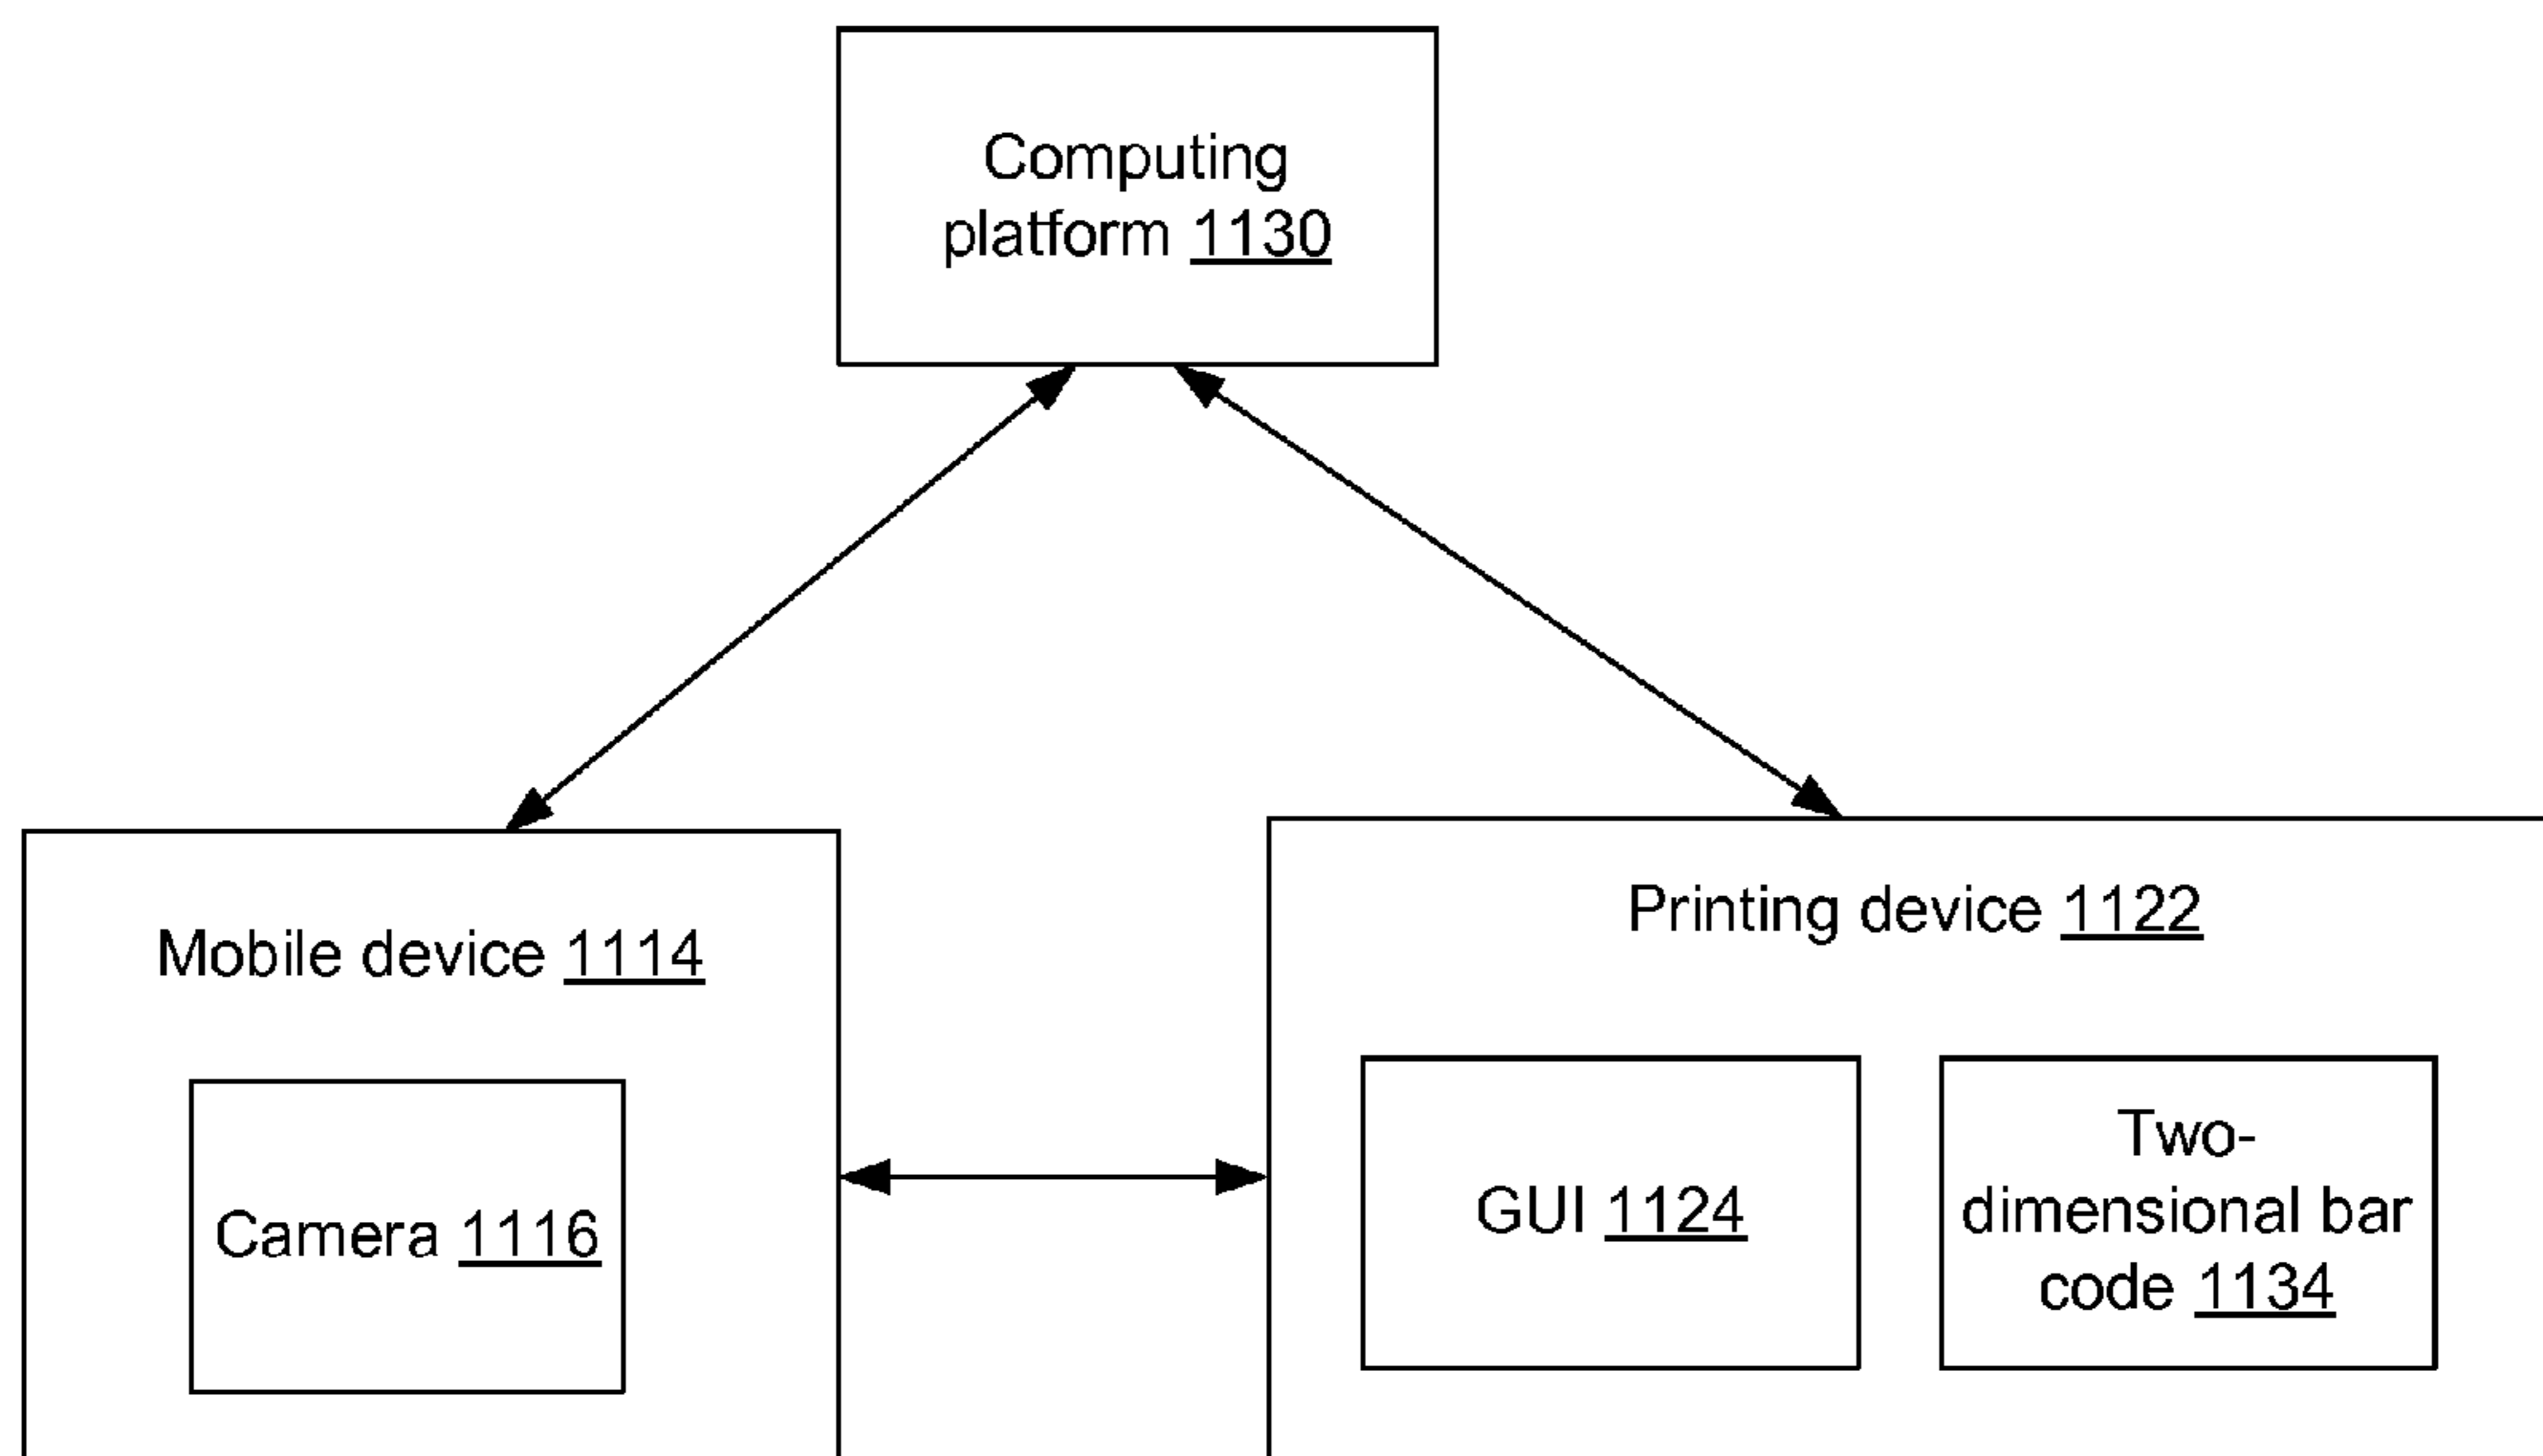 Computing
platform 1130
Mobile device 1114
Camera 1116
Printing device 1122
GUI 1124
Two-
dimensional bar
code 1134